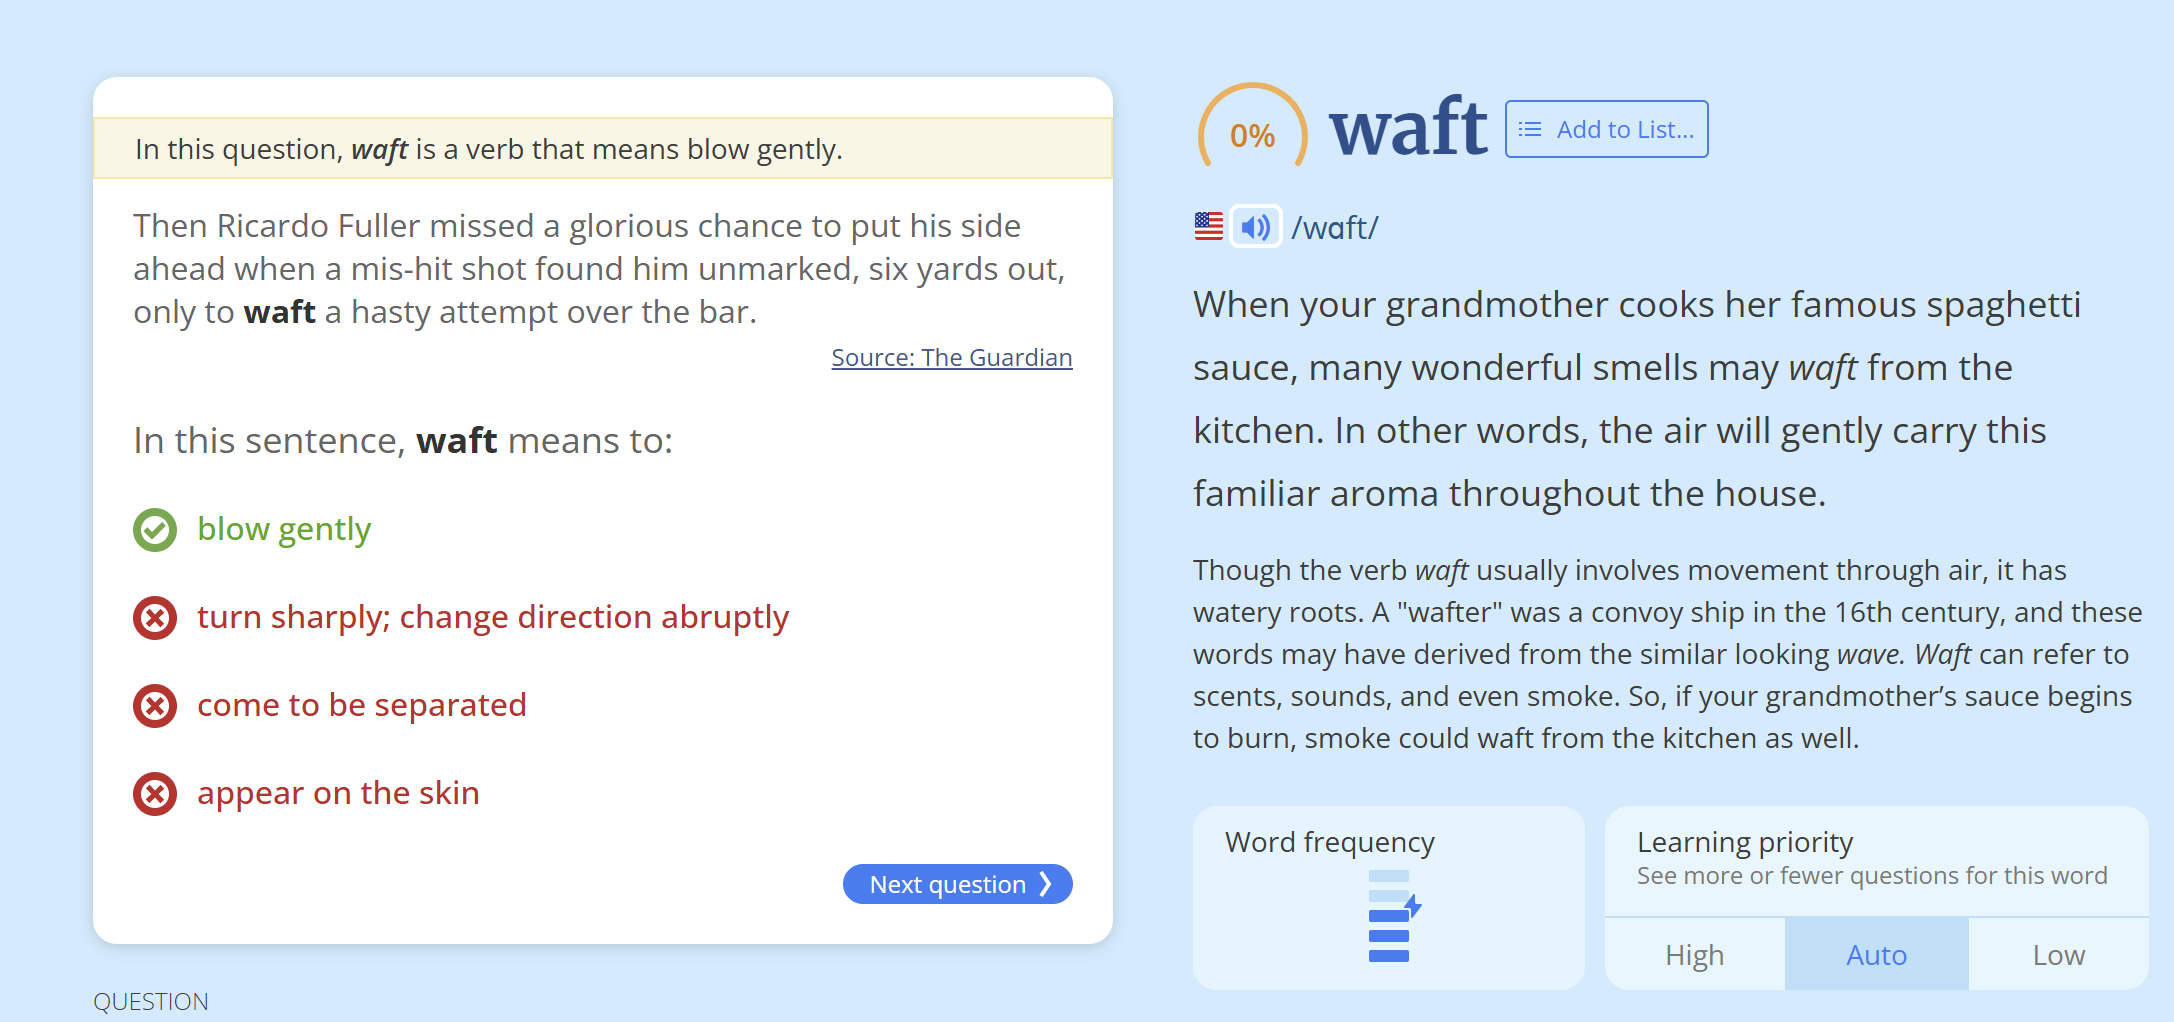 In this question, waft is a verb that means blow gently.
Then Ricardo Fuller missed a glorious chance to put his side
ahead when a mis-hit shot found him unmarked, six yards out,
only to waft a hasty attempt over the bar.
Source: The Guardian
In this sentence, waft means to:
blow gently
turn sharply; change direction abruptly
come to be separated
appear on the skin
Next question
QUESTION
0%
waft
Add to List...
/wɑft/
When your grandmother cooks her famous spaghetti
sauce, many wonderful smells may waft from the
kitchen. In other words, the air will gently carry this
familiar aroma throughout the house.
Though the verb waft usually involves movement through air, it has
watery roots. A "wafter" was a convoy ship in the 16th century, and these
words may have derived from the similar looking wave. Waft can refer to
scents, sounds, and even smoke. So, if your grandmother’s sauce begins
to burn, smoke could waft from the kitchen as well.
Word frequency
Learning priority
See more or fewer questions for this word
High
Auto
Low